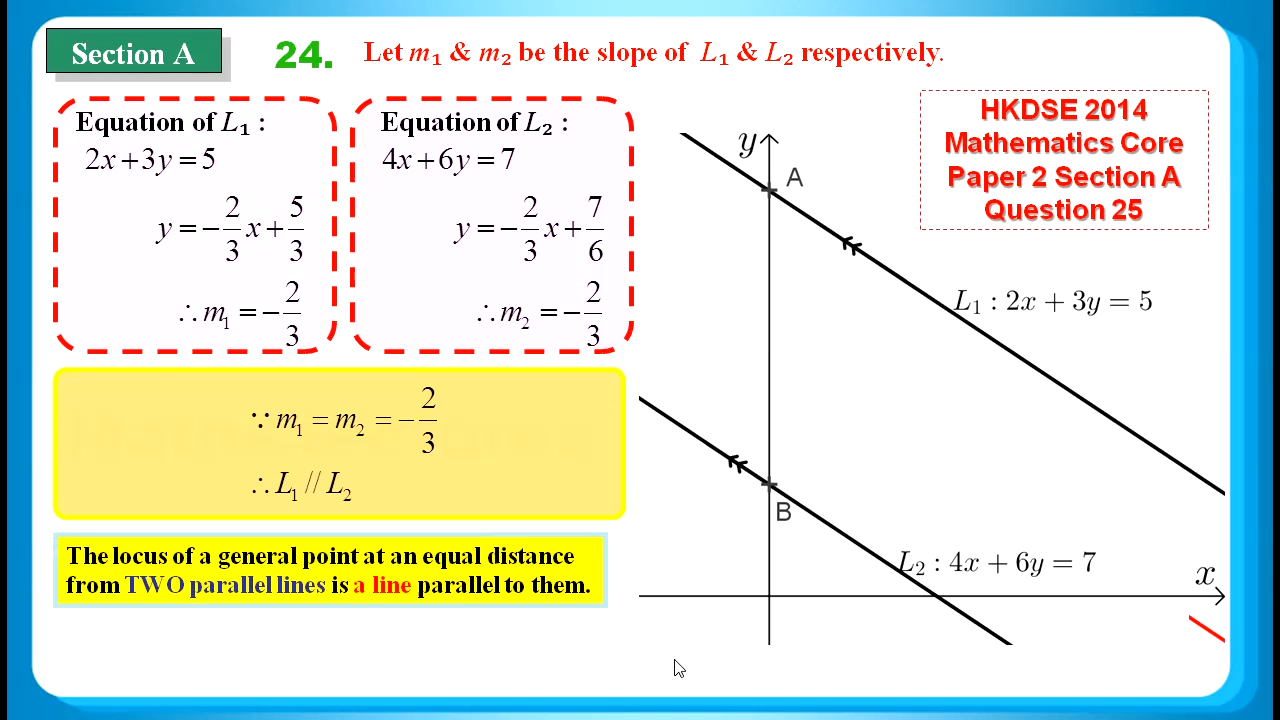 Section A
24.
Let m₁ & m₂ be the slope of L₁ & L₂ respectively.
Equation of L₁ :
2x+3y=5
y=−2/3x+5/3
∴m₁=−2/3
Equation of L₂ :
4x+6y=7
y=−2/3x+7/6
∴m₂=−2/3
HKDSE 2014
Mathematics Core
Paper 2 Section A
Question 25
∵ m₁ = m₂ = −2/3
∴ L₁ // L₂
The locus of a general point at an equal distance
from TWO parallel lines is a line parallel to them.
y
A
L₁ : 2x + 3y = 5
B
L₂ : 4x + 6y = 7
x